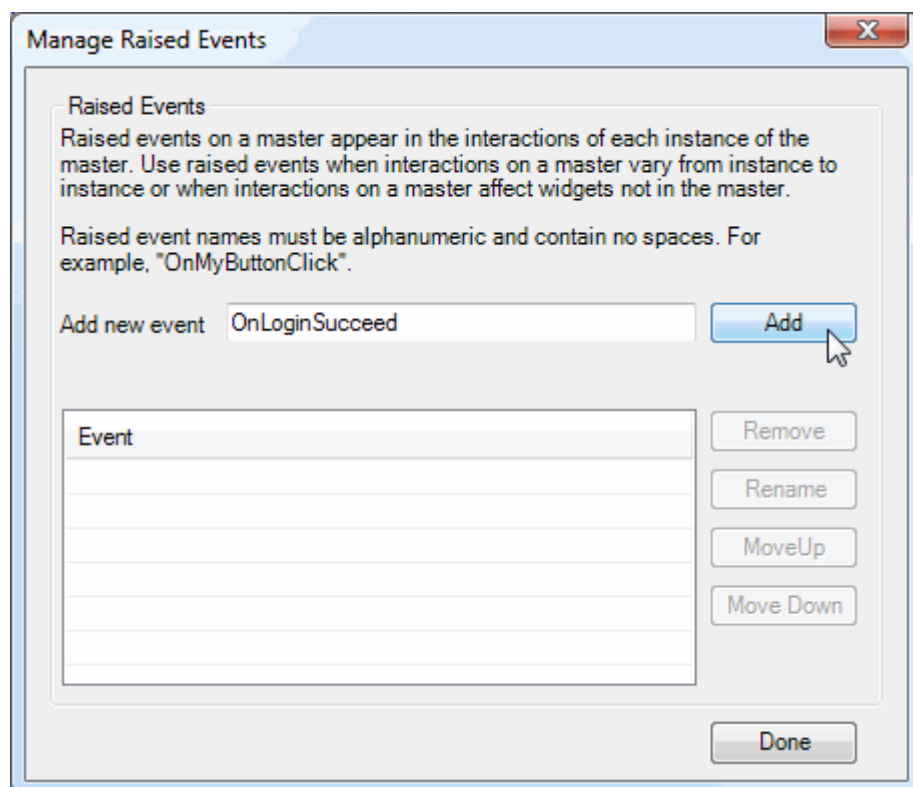 Manage Raised Events
Raised Events
Raised events on a master appear in the interactions of each instance of the
master. Use raised events when interactions on a master vary from instance to
instance or when interactions on a master affect widgets not in the master.
Raised event names must be alphanumeric and contain no spaces. For
example, "OnMyButtonClick".
Add new event OnLoginSucceed Add
Event
Remove
Rename
MoveUp
Move Down
Done